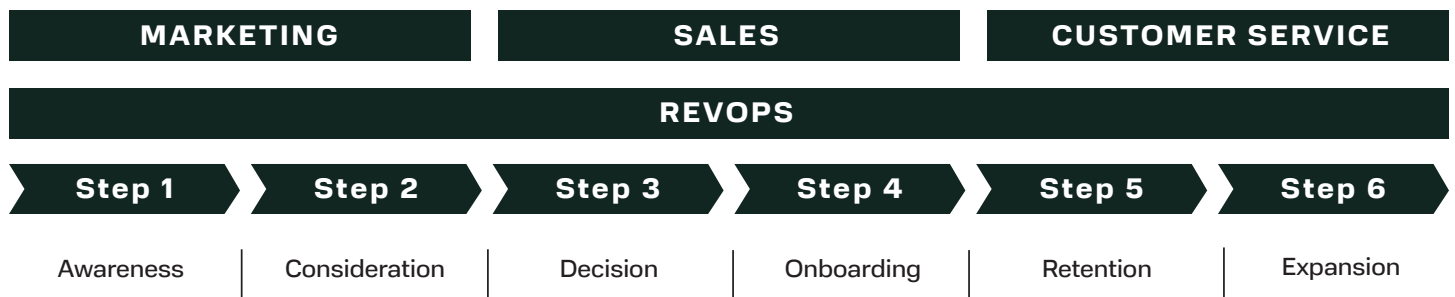 MARKETING SALES CUSTOMER SERVICE
REVOPS
Step 1 Step 2 Step 3 Step 4 Step 5 Step 6
Awareness Consideration Decision Onboarding Retention Expansion